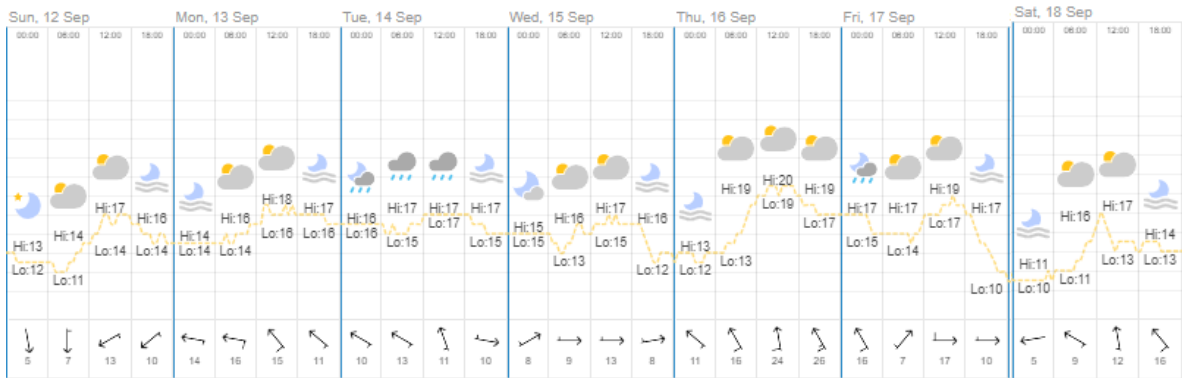 Sun, 12 Sep Mon, 13 Sep Tue, 14 Sep Wed, 15 Sep Thu, 16 Sep Fri, 17 Sep Sat, 18 Sep
00:00 06:00 12:00 18:00 00:00 06:00 12:00 18:00 00:00 06:00 12:00 18:00 00:00 06:00 12:00 18:00 00:00 06:00 12:00 18:00 00:00 06:00 12:00 18:00 00:00 06:00 12:00 18:00
Hi:13 Hi:14 Hi:17 Hi:16 Hi:14 Hi:16 Hi:18 Hi:17 Hi:16 Hi:17 Hi:17 Hi:17 Hi:15 Hi:16 Hi:17 Hi:16 Hi:13 Hi:19 Hi:20 Hi:19 Hi:17 Hi:17 Hi:19 Hi:17 Hi:11 Hi:16 Hi:17 Hi:14
Lo:12 Lo:11 Lo:14 Lo:14 Lo:14 Lo:14 Lo:16 Lo:16 Lo:16 Lo:15 Lo:17 Lo:15 Lo:15 Lo:13 Lo:15 Lo:12 Lo:12 Lo:13 Lo:19 Lo:17 Lo:15 Lo:14 Lo:17 Lo:10 Lo:10 Lo:11 Lo:13 Lo:13
5 7 13 10 14 16 15 11 10 13 11 10 8 9 13 8 11 16 24 26 16 7 17 10 5 9 12 16